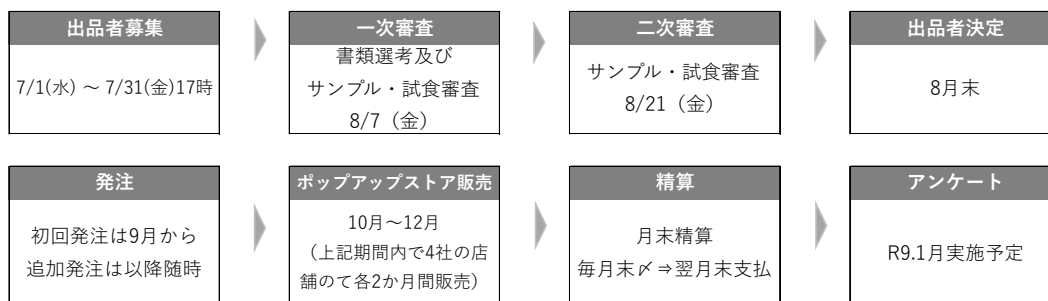 出品者募集
7/1(水) ～ 7/31(金)17時
一次審査
書類選考及び
サンプル・試食審査
8/7（金）
二次審査
サンプル・試食審査
8/21（金）
出品者決定
8月末
発注
初回発注は9月から
追加発注は以降随時
ポップアップストア販売
10月～12月
（上記期間内で4社の店
舗のて各2か月間販売）
精算
月末精算
毎月末〆⇒翌月末支払
アンケート
R9.1月実施予定